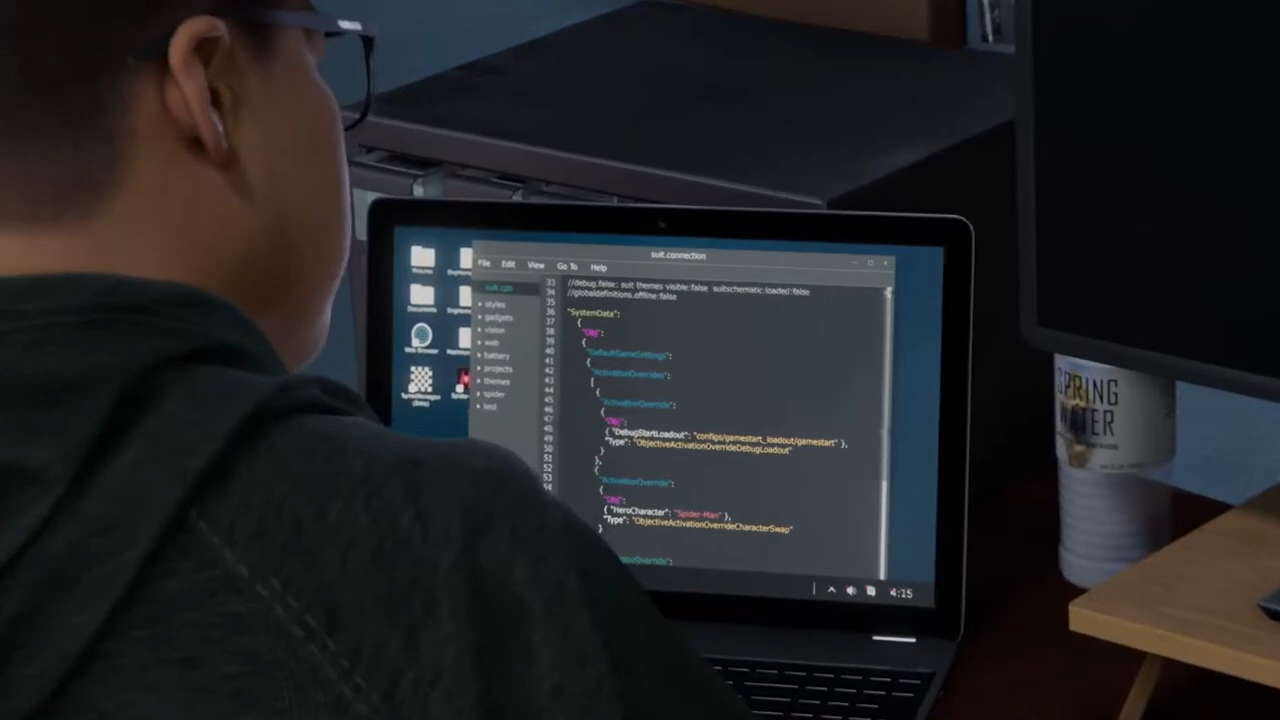 suit.connection
File Edit View Go To Help
suit.cpp
styles
gadgets
vision
web
battery
projects
themes
spider
test
33 //debug.false: suit themes visible:false suitschematic:loaded:false
34 //globaldefinitions.offline:false
35
36 "SystemData":
37 {
38 "Obj":
39 {
40 "DefaultGameSettings":
41 {
42 "ActivationOverrides":
43 [
44 {
45 "ActivationOverride":
46 {
47 "Obj":
48 { "DebugStartLoadout": "configs/gamestart_loadout/gamestart" },
49 "Type": "ObjectiveActivationOverrideDebugLoadout"
50 }
51 },
52 {
53 "ActivationOverride":
54 {
"Obj":
{ "HeroCharacter": "Spider-Man" },
"Type": "ObjectiveActivationOverrideCharacterSwap"
}
Resume
Documents
Web Browser
4:15
SPRING
WATER